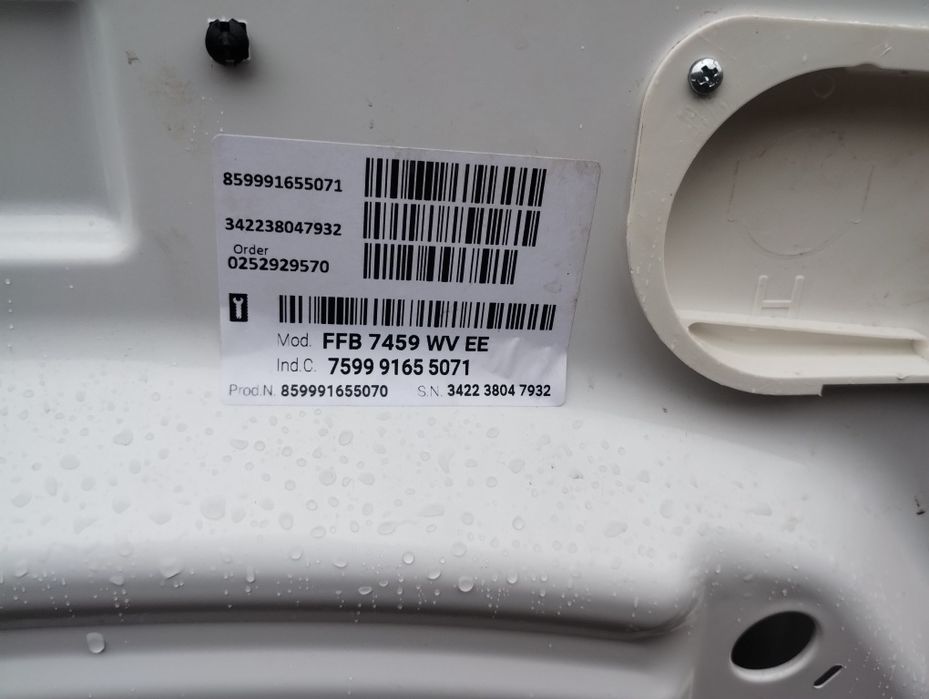 859991655071
342238047932
Order
0252929570
Mod. FFB 7459 WV EE
Ind.C. 7599 9165 5071
Prod.N. 859991655070 S.N. 3422 3804 7932
H